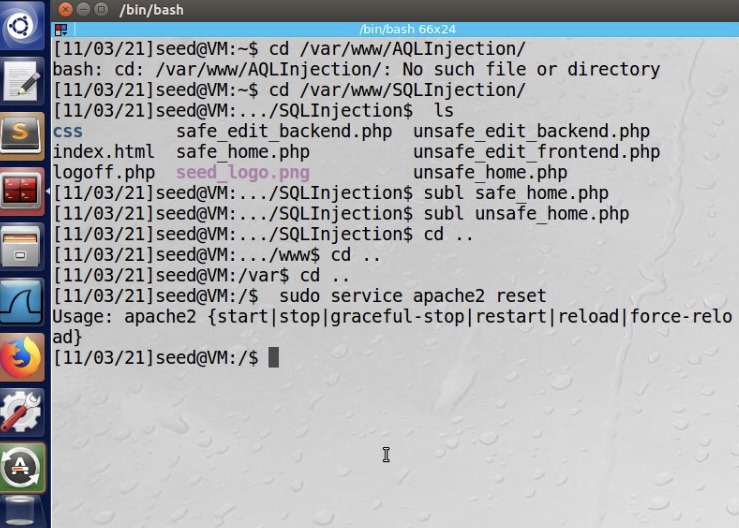 /bin/bash
/bin/bash 66x24
[11/03/21]seed@VM:~$ cd /var/www/AQLInjection/
bash: cd: /var/www/AQLInjection/: No such file or directory
[11/03/21]seed@VM:~$ cd /var/www/SQLInjection/
[11/03/21]seed@VM:.../SQLInjection$  ls
css         safe_edit_backend.php  unsafe_edit_backend.php
index.html  safe_home.php          unsafe_edit_frontend.php
logoff.php  seed_logo.png          unsafe_home.php
[11/03/21]seed@VM:.../SQLInjection$ subl safe_home.php
[11/03/21]seed@VM:.../SQLInjection$ subl unsafe_home.php
[11/03/21]seed@VM:.../SQLInjection$ cd ..
[11/03/21]seed@VM:.../www$ cd ..
[11/03/21]seed@VM:/var$ cd ..
[11/03/21]seed@VM:/$  sudo service apache2 reset
Usage: apache2 {start|stop|graceful-stop|restart|reload|force-relo
ad}
[11/03/21]seed@VM:/$